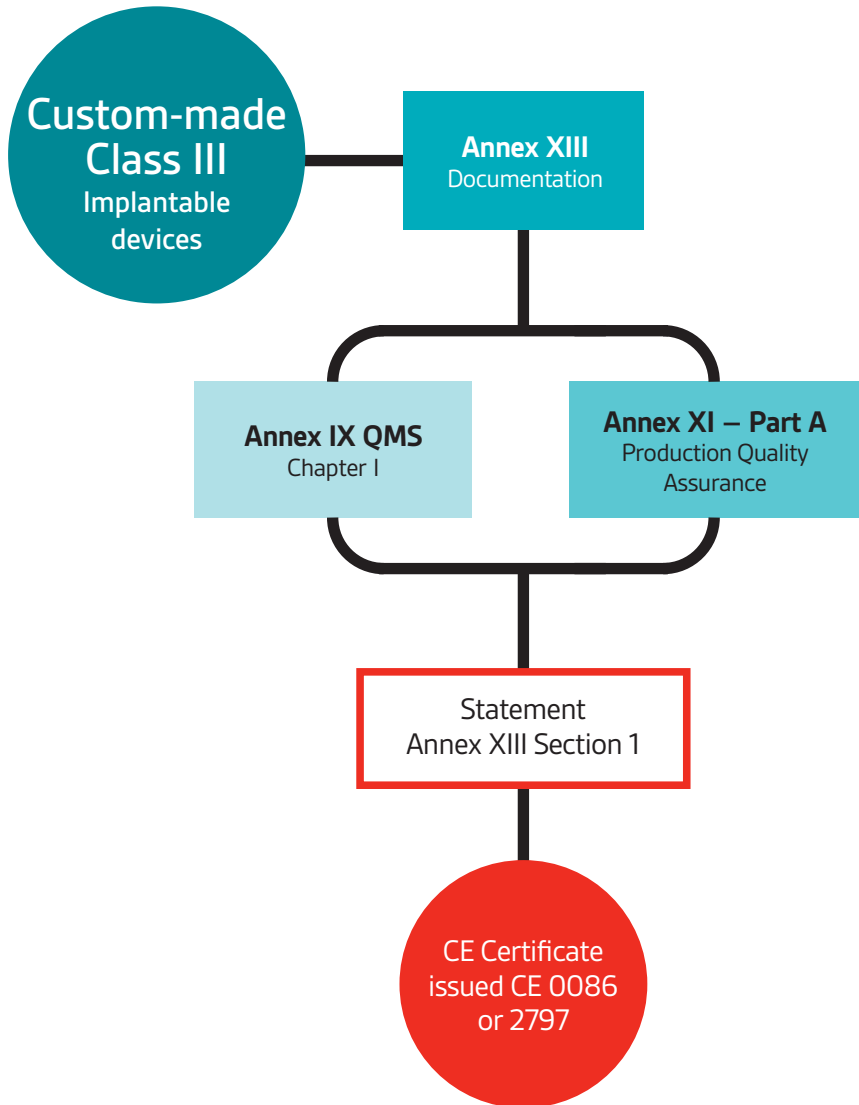 Custom-made
Class III
Implantable
devices
Annex XIII
Documentation
Annex IX QMS
Chapter I
Annex XI – Part A
Production Quality
Assurance
Statement
Annex XIII Section 1
CE Certificate
issued CE 0086
or 2797